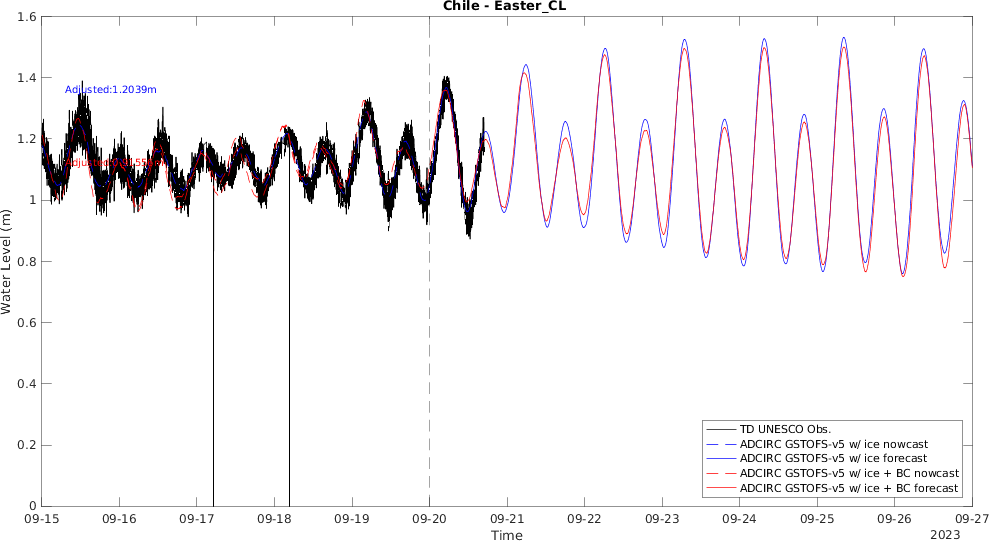 Chile - Easter_CL
1.6
1.4
1.2
1
0.8
0.6
0.4
0.2
0
Water Level (m)
Adjusted:1.2039m
09-15
09-16
09-17
09-18
09-19
09-20
09-21
09-22
09-23
09-24
09-25
09-26
09-27
Time
2023
TD UNESCO Obs.
ADCIRC GSTOFS-v5 w/ ice nowcast
ADCIRC GSTOFS-v5 w/ ice forecast
ADCIRC GSTOFS-v5 w/ ice + BC nowcast
ADCIRC GSTOFS-v5 w/ ice + BC forecast